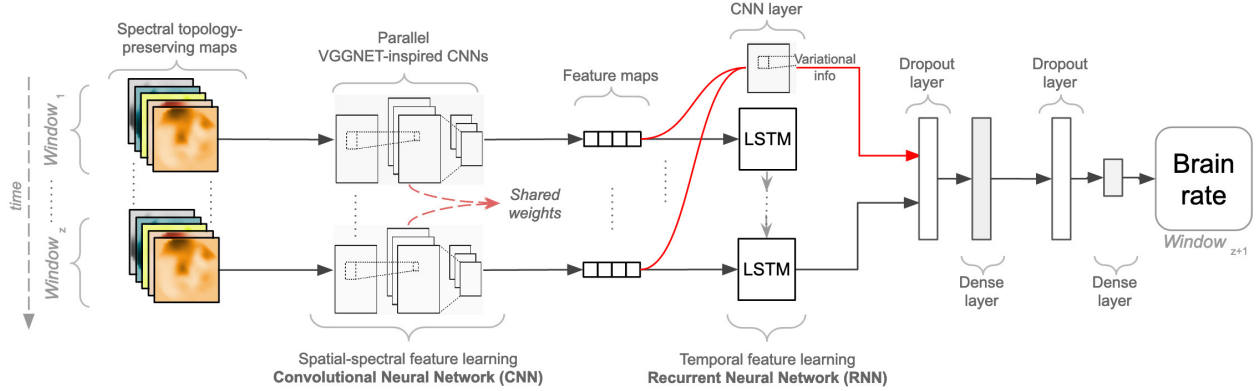 Spectral topology-
preserving maps
Parallel
VGGNET-inspired CNNs
Feature maps
CNN layer
Variational
info
Dropout
layer
Dropout
layer
time
Window 1
Window z
Shared
weights
LSTM
LSTM
Brain
rate
Window z+1
Dense
layer
Dense
layer
Spatial-spectral feature learning
Convolutional Neural Network (CNN)
Temporal feature learning
Recurrent Neural Network (RNN)